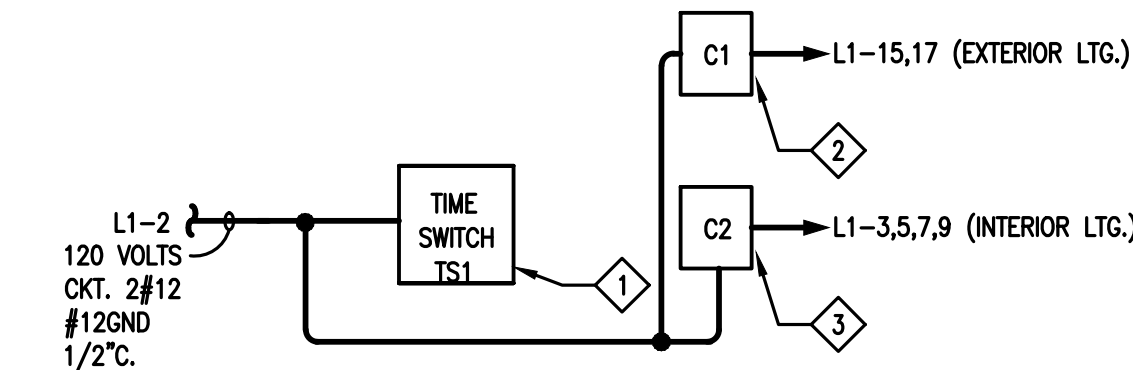 C1
L1-15,17 (EXTERIOR LTG.)
2
TIME
SWITCH
TS1
L1-2
120 VOLTS
CKT. 2#12
#12GND
1/2"C.
1
C2
L1-3,5,7,9 (INTERIOR LTG.)
3